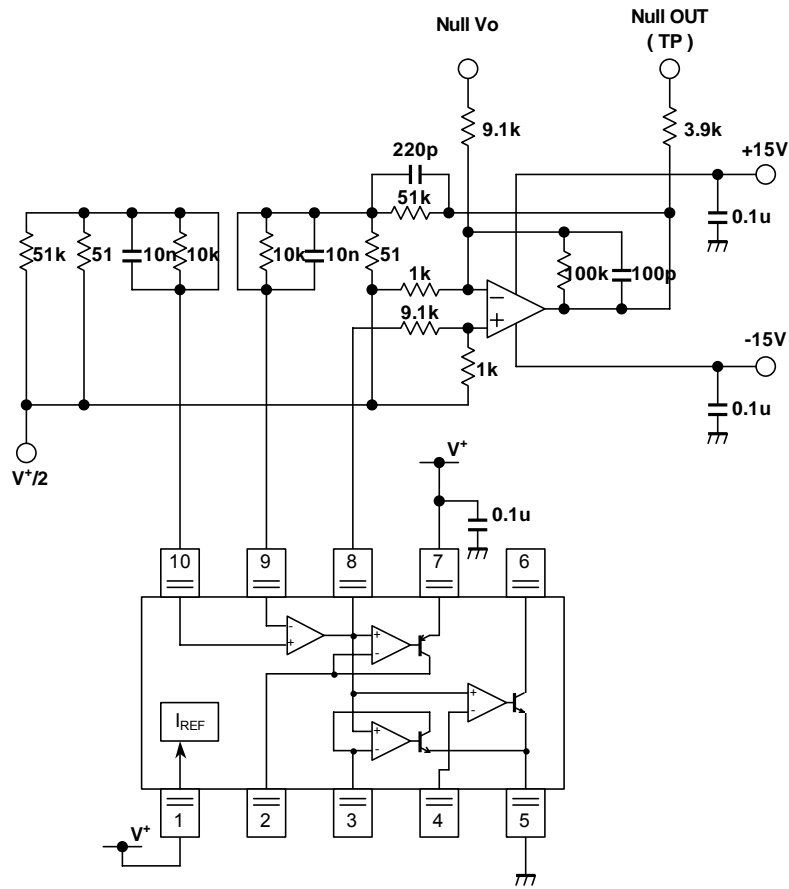 Null Vo
Null OUT
( TP )
9.1k
3.9k
+15V
220p
51k
0.1u
51k
51
10n
10k
10k
10n
51
1k
100k
100p
−
+
9.1k
1k
-15V
0.1u
V⁺/2
V⁺
0.1u
10
9
8
7
6
-
+
+
-
+
-
+
-
IREF
1
2
3
4
5
V⁺